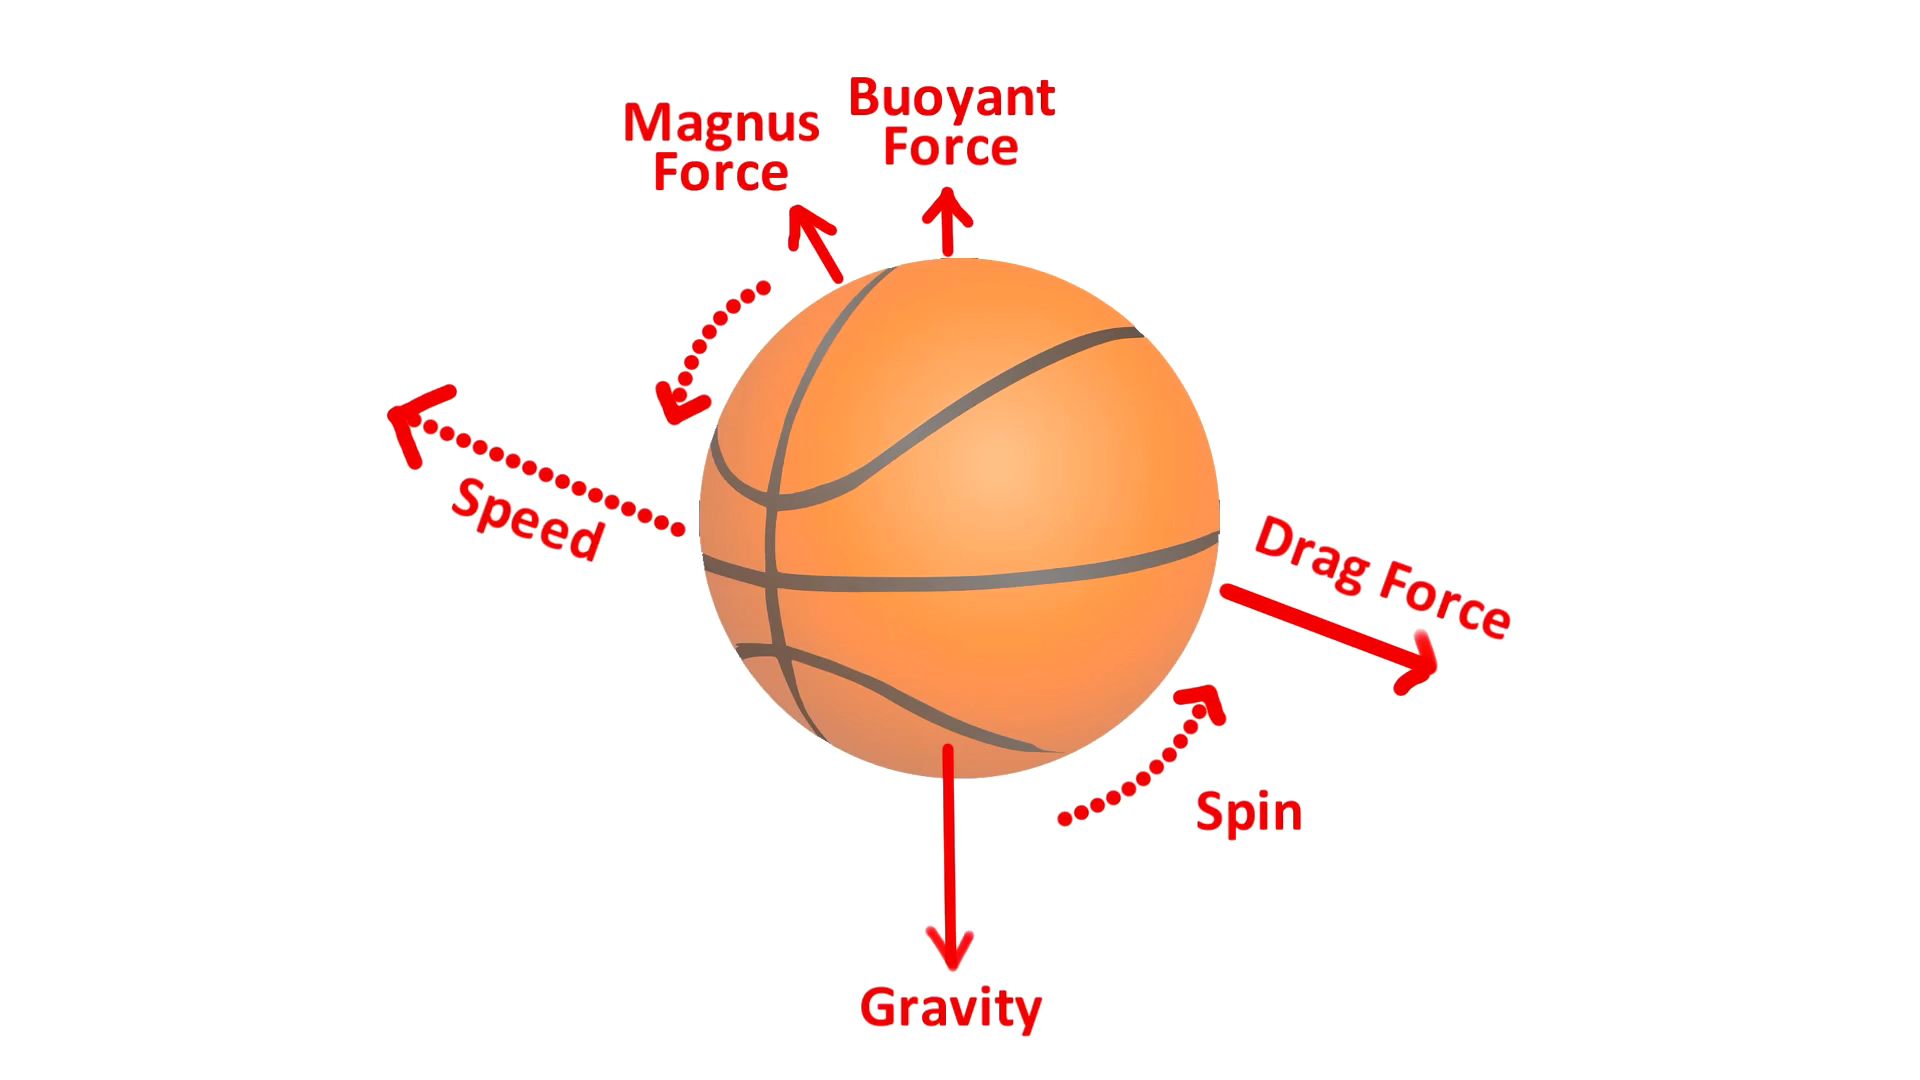 Magnus
Force
Buoyant
Force
Speed
Drag Force
Spin
Gravity